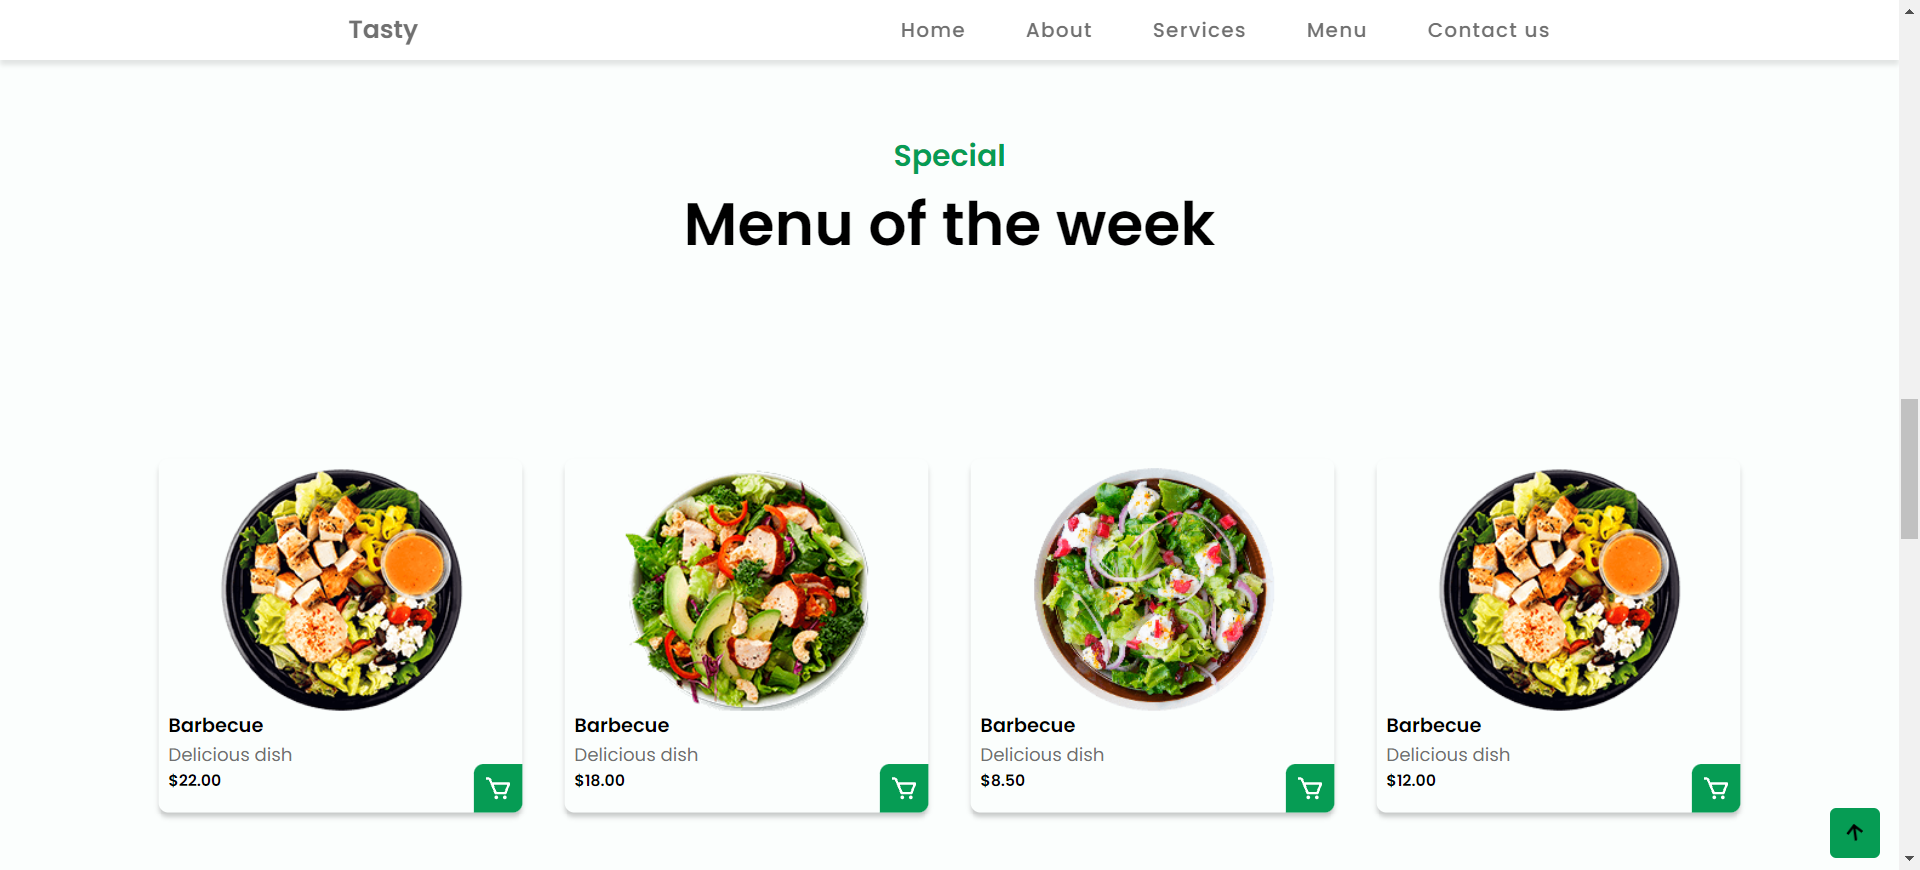 Tasty
Home About Services Menu Contact us
Special
Menu of the week
Barbecue
Delicious dish
$22.00
Barbecue
Delicious dish
$18.00
Barbecue
Delicious dish
$8.50
Barbecue
Delicious dish
$12.00